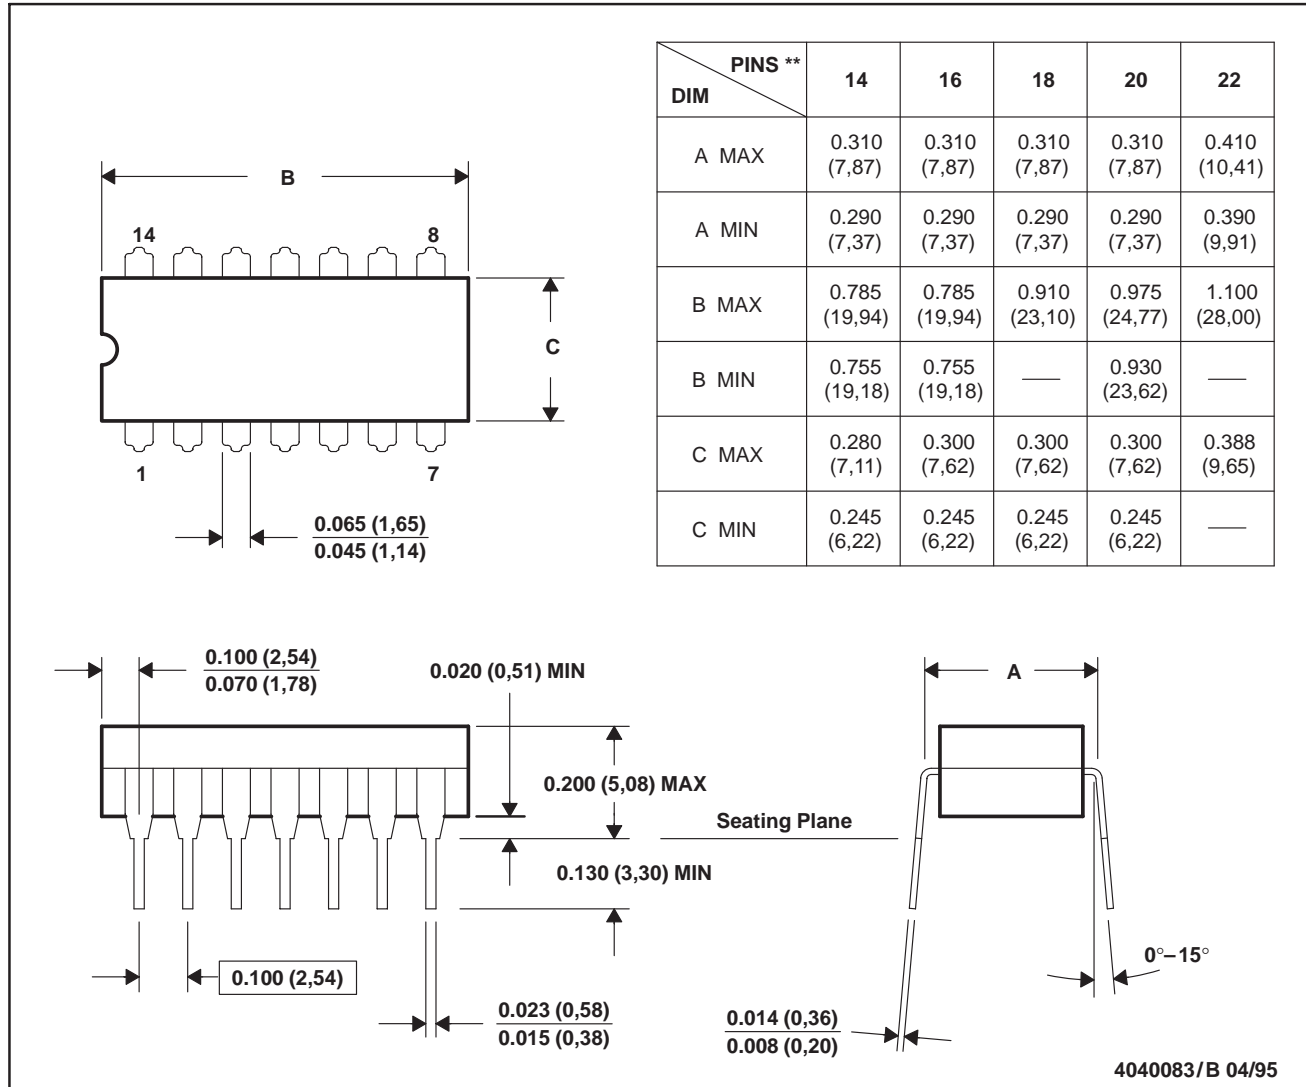 PINS **
DIM
14 16 18 20 22
A MAX
0.310 0.310 0.310 0.310 0.410
(7,87) (7,87) (7,87) (7,87) (10,41)
A MIN
0.290 0.290 0.290 0.290 0.390
(7,37) (7,37) (7,37) (7,37) (9,91)
B MAX
0.785 0.785 0.910 0.975 1.100
(19,94) (19,94) (23,10) (24,77) (28,00)
B MIN
0.755 0.755 — 0.930 —
(19,18) (19,18) (23,62)
C MAX
0.280 0.300 0.300 0.300 0.388
(7,11) (7,62) (7,62) (7,62) (9,65)
C MIN
0.245 0.245 0.245 0.245 —
(6,22) (6,22) (6,22) (6,22)
B
14 8
C
1 7
0.065 (1,65)
0.045 (1,14)
0.100 (2,54)
0.070 (1,78)
0.020 (0,51) MIN
0.200 (5,08) MAX
Seating Plane
0.130 (3,30) MIN
0.100 (2,54)
0.023 (0,58)
0.015 (0,38)
A
0°–15°
0.014 (0,36)
0.008 (0,20)
4040083/B 04/95